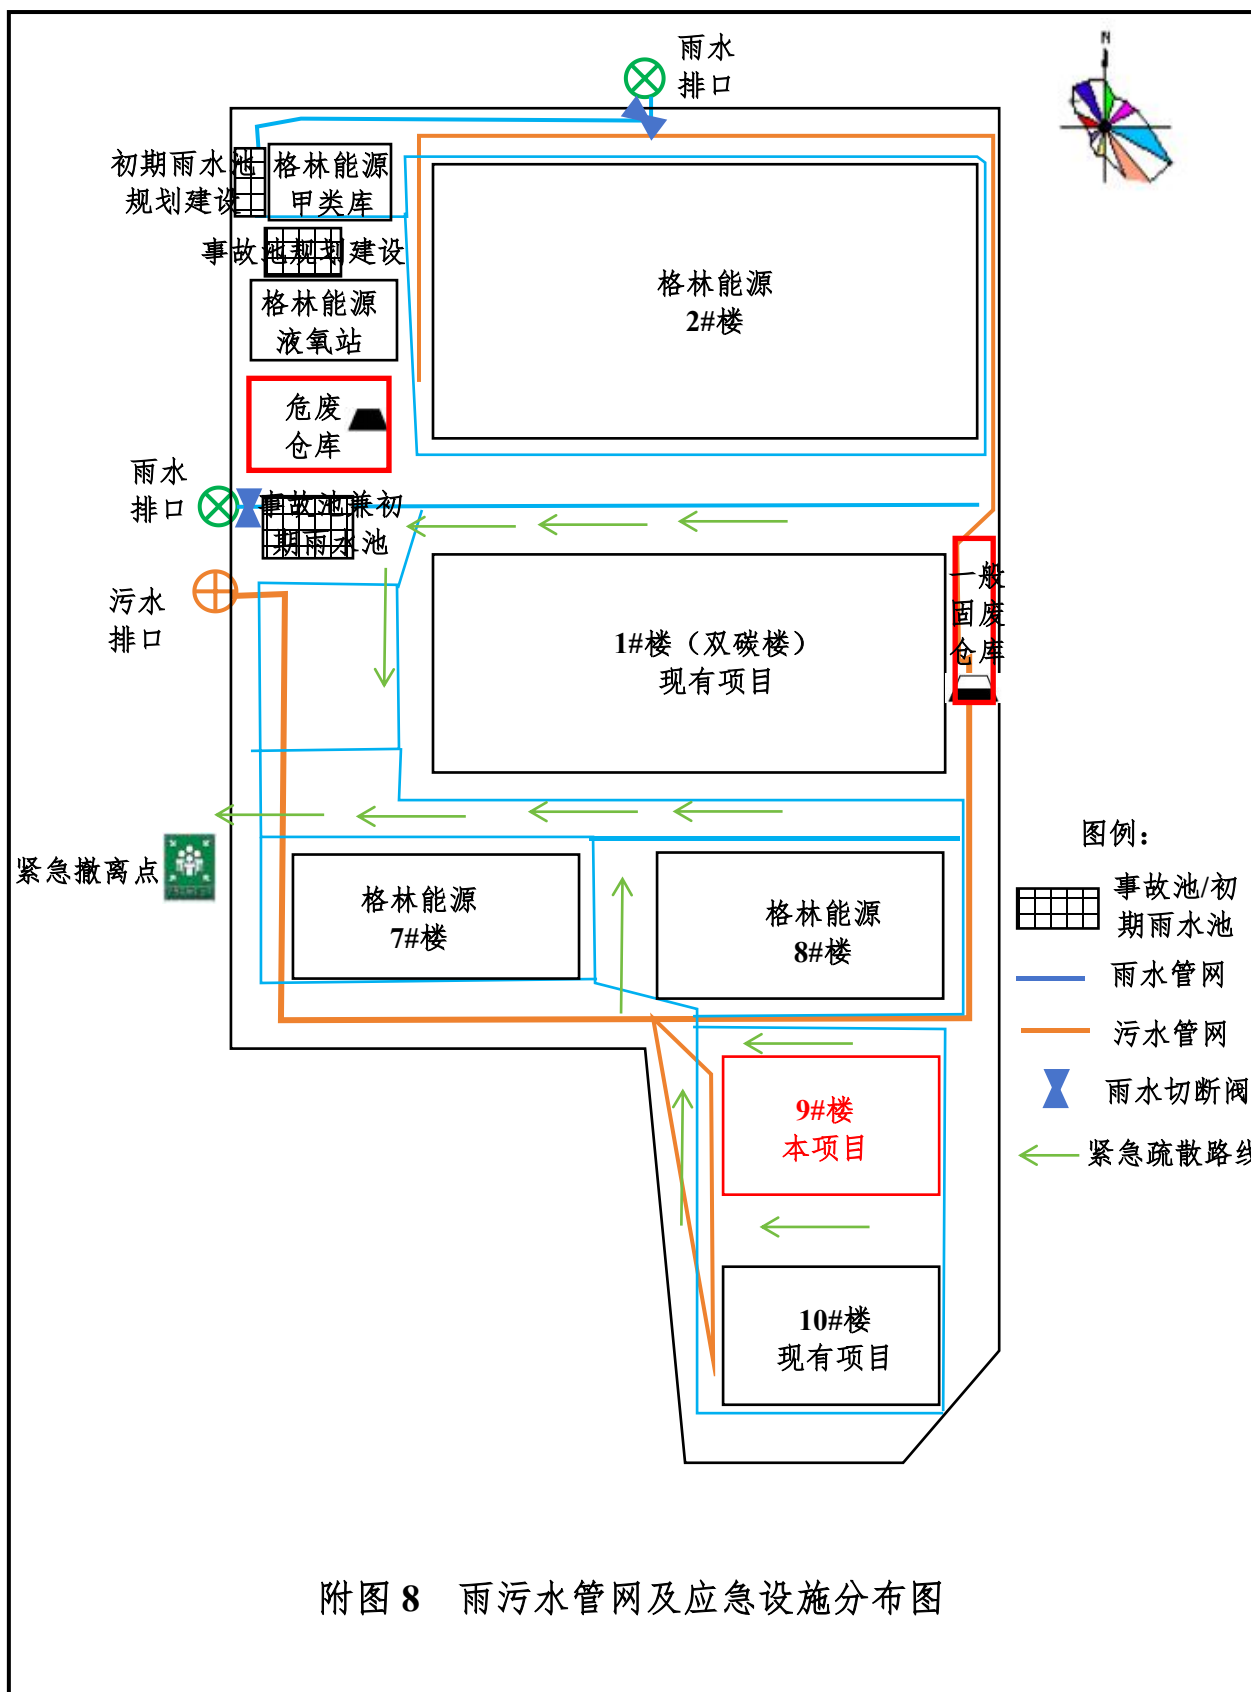 N
雨水
排口
初期雨水池
规划建设
格林能源
甲类库
事故池规划建设
格林能源
液氧站
格林能源
2#楼
危废
仓库
雨水
排口
事故池兼初
期雨水池
污水
排口
1#楼（双碳楼）
现有项目
一般
固废
仓库
紧急撤离点
格林能源
7#楼
格林能源
8#楼
9#楼
本项目
10#楼
现有项目
图例：
事故池/初
期雨水池
雨水管网
污水管网
雨水切断阀
紧急疏散路线
附图 8 雨污水管网及应急设施分布图